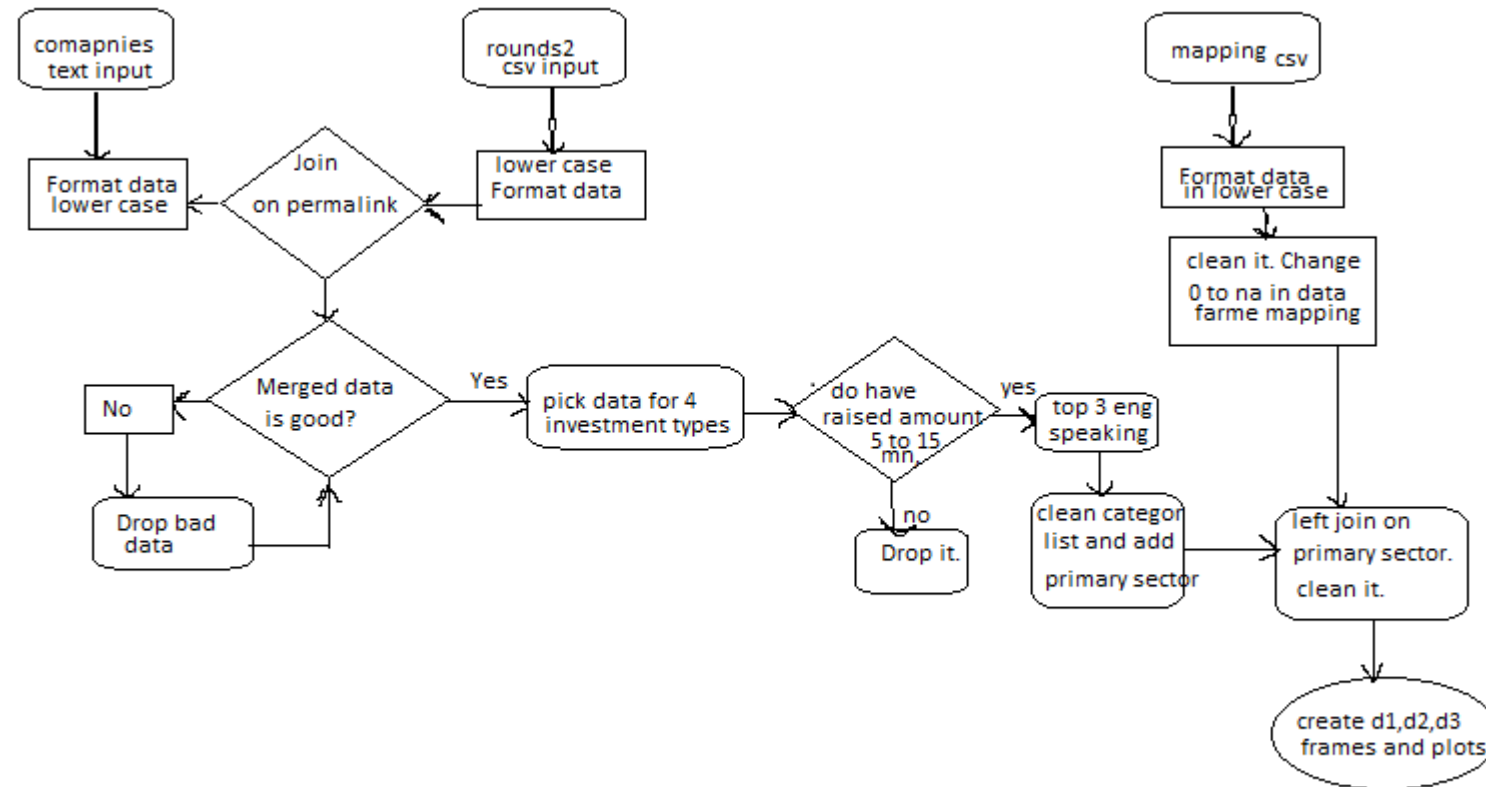 comapnies
text input
rounds2
csv input
mapping csv
Format data
lower case
Join
on permalink
lower case
Format data
Format data
in lower case
clean it. Change
0 to na in data
farme mapping
No
Merged data
is good?
Yes
pick data for 4
investment types
do have
raised amount
5 to 15
mn,
yes
top 3 eng
speaking
Drop bad
data
no
Drop it.
clean categor
list and add
primary sector
left join on
primary sector.
clean it.
create d1,d2,d3
frames and plots